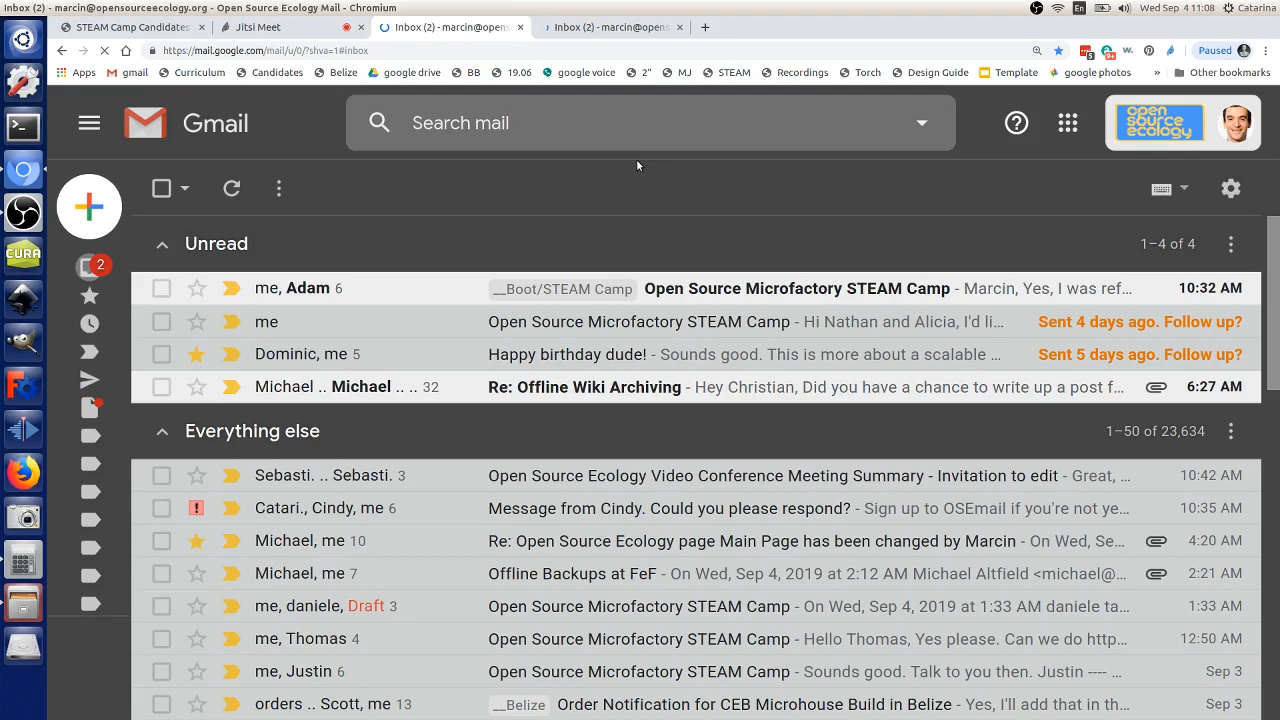 Inbox (2) - marcin@opensourceecology.org - Open Source Ecology Mail - Chromium
En
Wed Sep 4 11:08
Catarina
STEAM Camp Candidates
Jitsi Meet
Inbox (2) - marcin@opens
Inbox (2) - marcin@opens
https://mail.google.com/mail/u/0/?shva=1#inbox
Paused
Apps
gmail
Curriculum
Candidates
Belize
google drive
BB
19.06
google voice
2"
MJ
STEAM
Recordings
Torch
Design Guide
Template
google photos
»
Other bookmarks
Gmail
Search mail
open source ecology
Unread
1–4 of 4
2
me, Adam 6
__Boot/STEAM Camp
Open Source Microfactory STEAM Camp - Marcin, Yes, I was ref...
10:32 AM
me
Open Source Microfactory STEAM Camp - Hi Nathan and Alicia, I'd li...
Sent 4 days ago. Follow up?
Dominic, me 5
Happy birthday dude! - Sounds good. This is more about a scalable ...
Sent 5 days ago. Follow up?
Michael .. Michael .. .. 32
Re: Offline Wiki Archiving - Hey Christian, Did you have a chance to write up a post f...
6:27 AM
Everything else
1–50 of 23,634
Sebasti. .. Sebasti. 3
Open Source Ecology Video Conference Meeting Summary - Invitation to edit - Great, ...
10:42 AM
Catari., Cindy, me 6
Message from Cindy. Could you please respond? - Sign up to OSEmail if you're not ye...
10:35 AM
Michael, me 10
Re: Open Source Ecology page Main Page has been changed by Marcin - On Wed, Se...
4:20 AM
Michael, me 7
Offline Backups at FeF - On Wed, Sep 4, 2019 at 2:12 AM Michael Altfield <michael@...
2:21 AM
me, daniele, Draft 3
Open Source Microfactory STEAM Camp - On Wed, Sep 4, 2019 at 1:33 AM daniele ta...
1:33 AM
me, Thomas 4
Open Source Microfactory STEAM Camp - Hello Thomas, Yes please. Can we do http...
12:50 AM
me, Justin 6
Open Source Microfactory STEAM Camp - Sounds good. Talk to you then. Justin ---- ...
Sep 3
orders .. Scott, me 13
__Belize
Order Notification for CEB Microhouse Build in Belize - Yes, I'll add that in th...
Sep 3
CURA